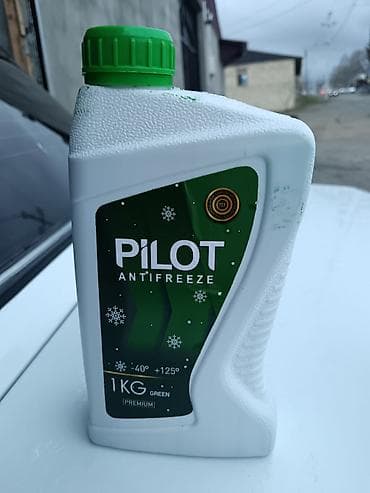 PiLOT
ANTIFREEZE
-40° +125°
1KG GREEN
PREMIUM